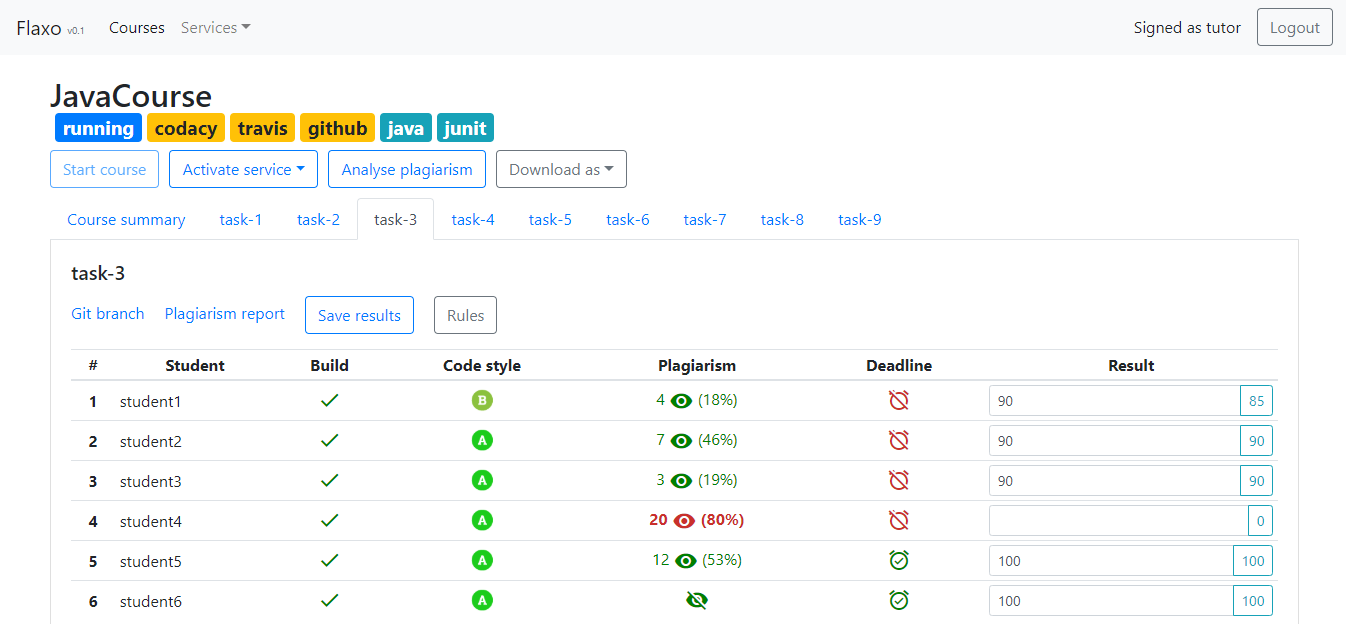 Flaxo v0.1 Courses Services Signed as tutor Logout
JavaCourse
running codacy travis github java junit
Start course Activate service Analyse plagiarism Download as
Course summary task-1 task-2 task-3 task-4 task-5 task-6 task-7 task-8 task-9
task-3
Git branch Plagiarism report Save results Rules
# Student Build Code style Plagiarism Deadline Result
1 student1 B 4 (18%) 90 85
2 student2 A 7 (46%) 90 90
3 student3 A 3 (19%) 90 90
4 student4 A 20 (80%) 0
5 student5 A 12 (53%) 100 100
6 student6 A 100 100